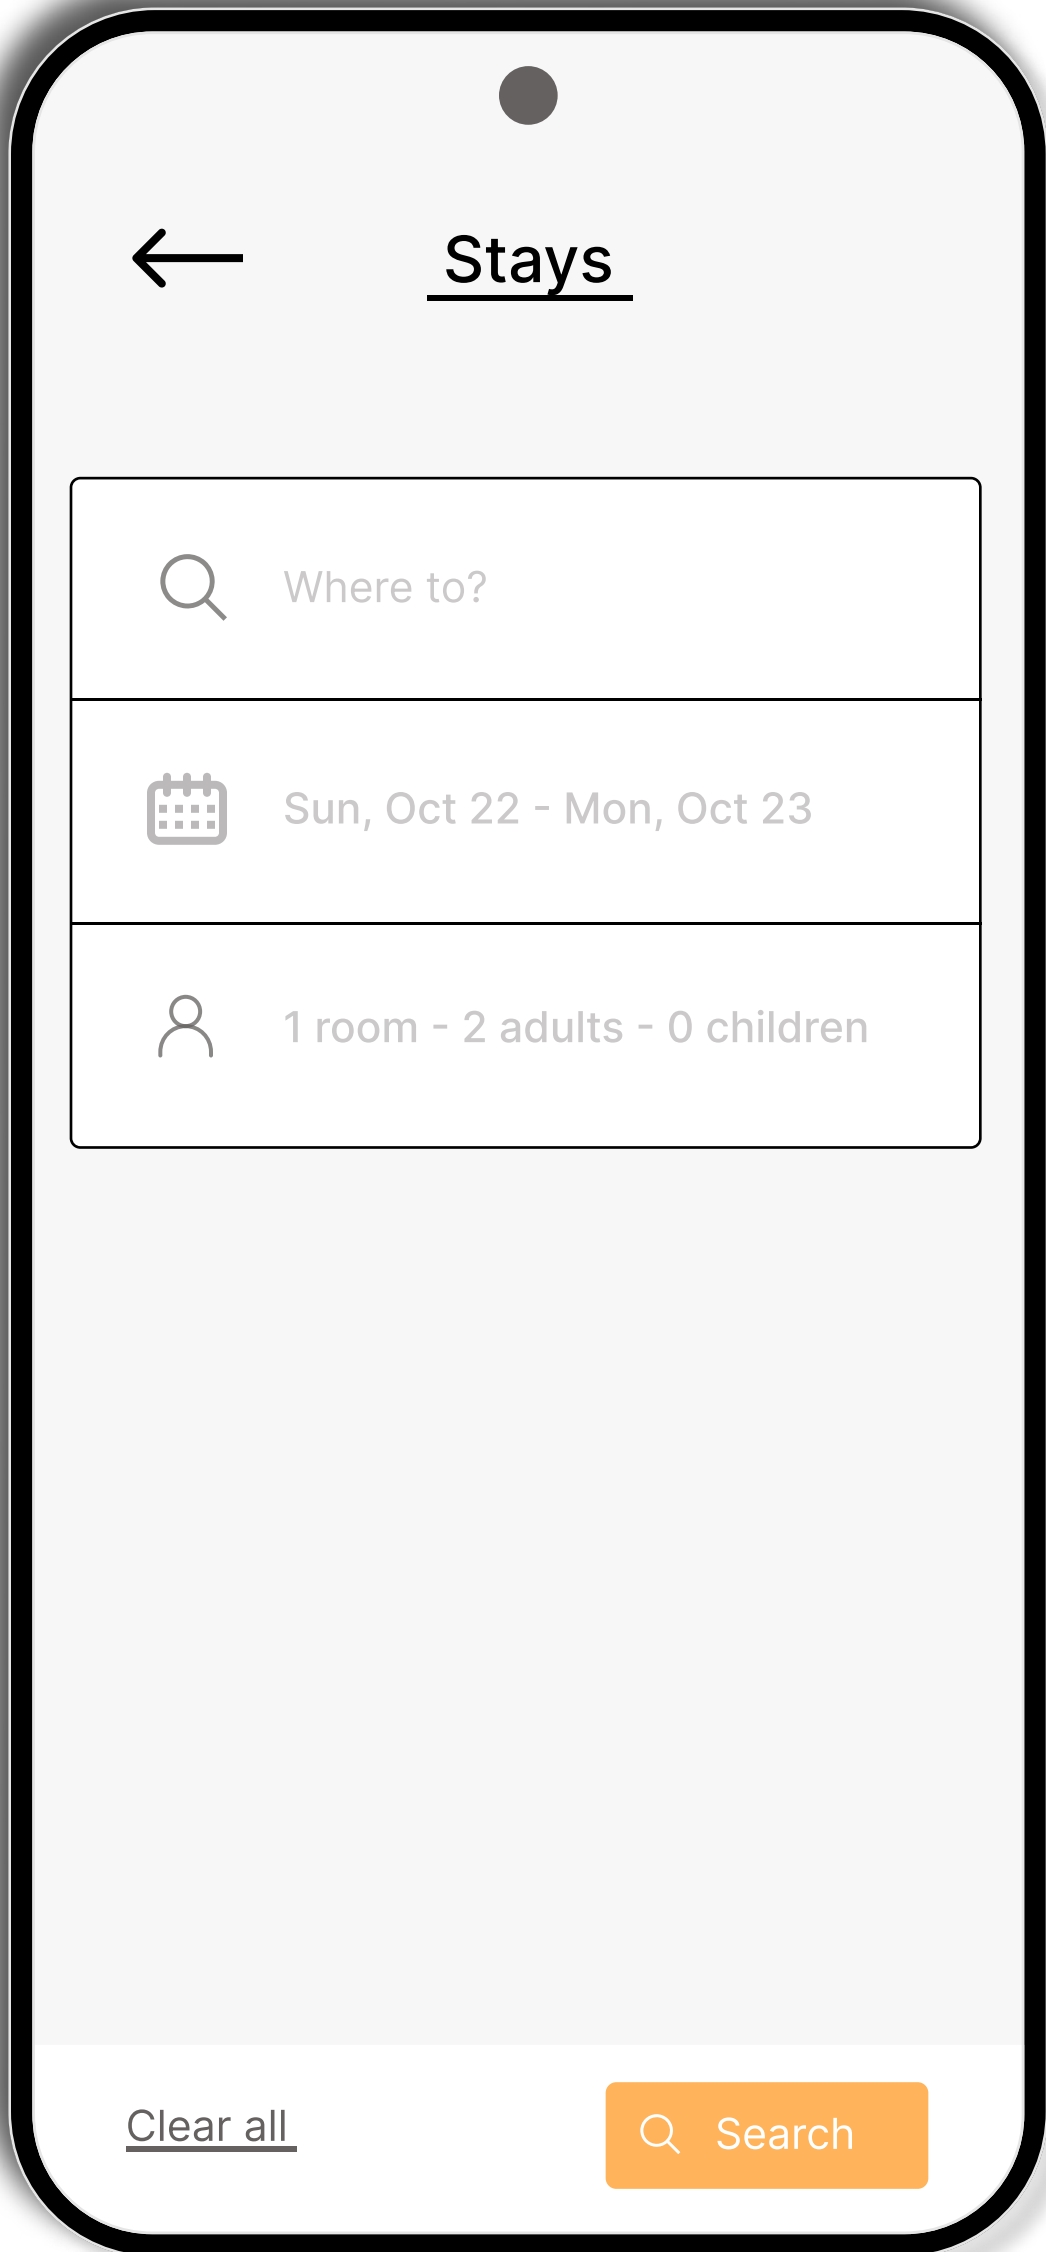 Stays
Where to?
Sun, Oct 22 - Mon, Oct 23
1 room - 2 adults - 0 children
Clear all
Search